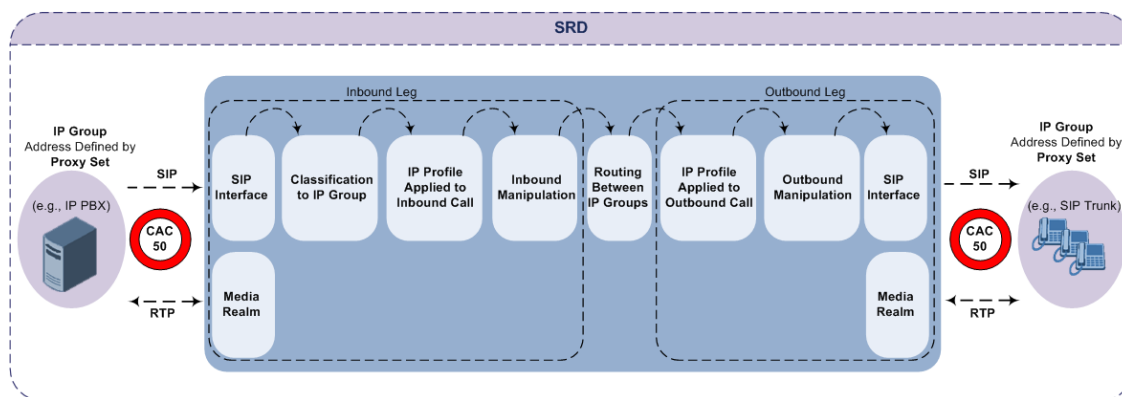 SRD
Inbound Leg
Outbound Leg
IP Group
Address Defined by
Proxy Set
(e.g., IP PBX)
SIP
CAC
50
RTP
SIP
Interface
Classification
to IP Group
IP Profile
Applied to
Inbound Call
Inbound
Manipulation
Routing
Between
IP Groups
IP Profile
Applied to
Outbound Call
Outbound
Manipulation
SIP
Interface
Media
Realm
Media
Realm
SIP
CAC
50
RTP
IP Group
Address Defined by
Proxy Set
(e.g., SIP Trunk)